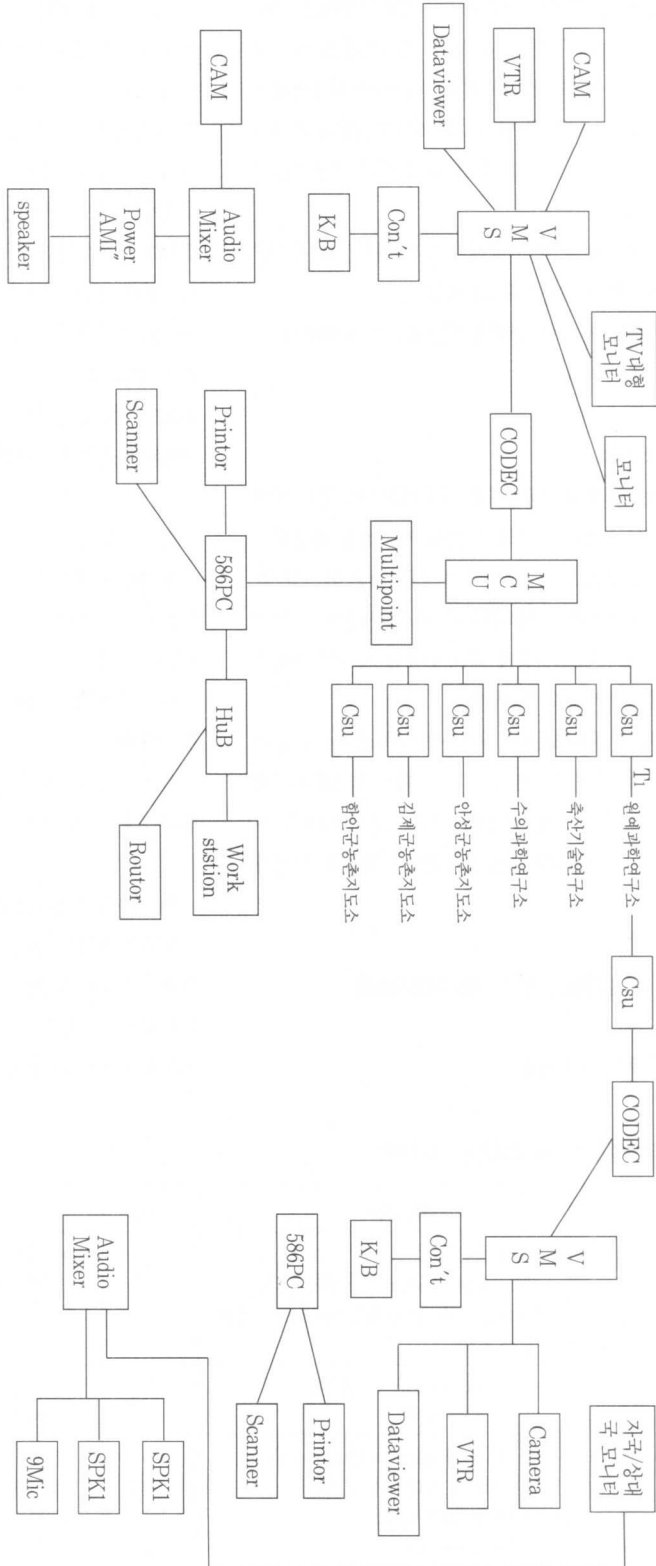 CAM
VTR
Dataviewer
V
M
S
Con't
K/B
TV대형
모니터
모니터
CODEC
M
C
U
Multipoint
Csu
T1
원예과학연구소
Csu
축산기술연구소
Csu
수의과학연구소
Csu
안성군농촌지도소
Csu
김제군농촌지도소
Csu
함안군농촌지도소
Csu
CODEC
V
M
S
Con't
K/B
자국/상대
국 모니터
Camera
VTR
Dataviewer
CAM
Audio
Mixer
Power
AMI"
speaker
Printor
Scanner
586PC
HuB
Work
ststion
Routor
586PC
Printor
Scanner
Audio
Mixer
SPK1
SPK1
9Mic